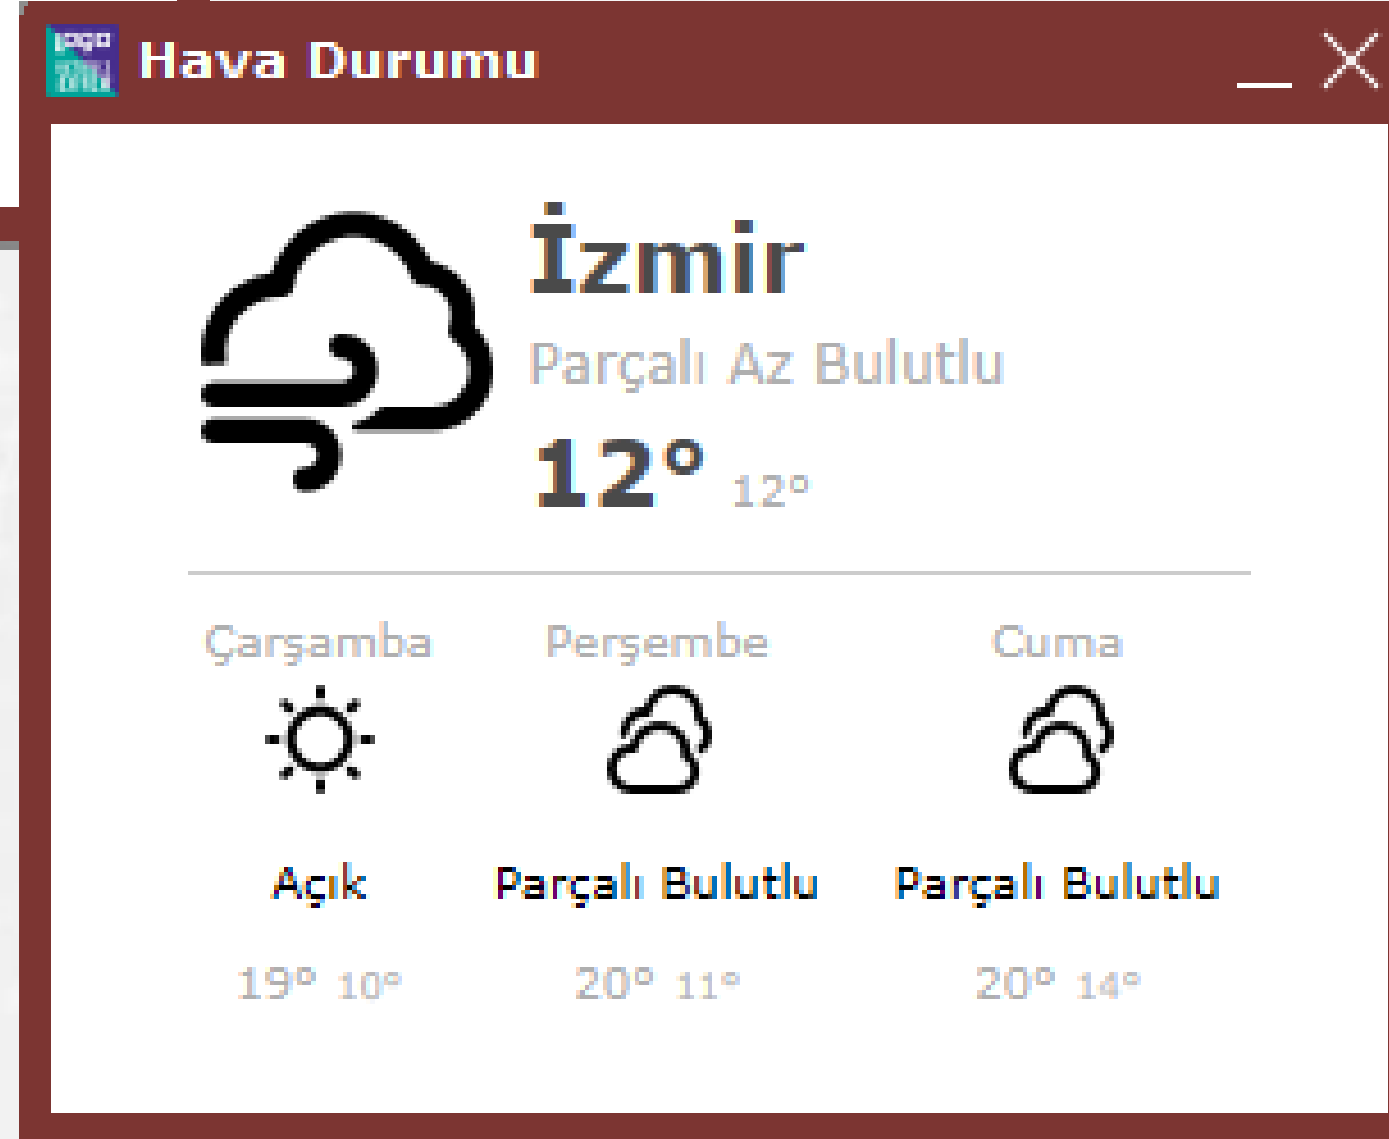 Hava Durumu
İzmir
Parçalı Az Bulutlu
12° 12°
Çarşamba Perşembe Cuma
Açık Parçalı Bulutlu Parçalı Bulutlu
19° 10° 20° 11° 20° 14°